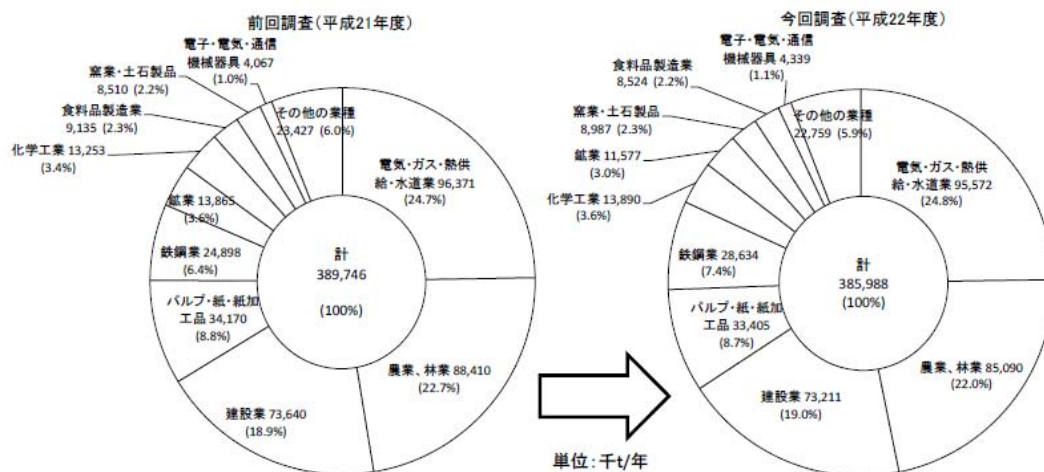 前回調査(平成21年度)
電子・電気・通信
機械器具 4,067
(1.0%)
窯業・土石製品
8,510 (2.2%)
食料品製造業
9,135 (2.3%)
化学工業 13,253
(3.4%)
鉱業 13,865
(3.6%)
鉄鋼業 24,898
(6.4%)
パルプ・紙・紙加
工品 34,170
(8.8%)
建設業 73,640
(18.9%)
農業、林業 88,410
(22.7%)
電気・ガス・熱供
給・水道業 96,371
(24.7%)
その他の業種
23,427 (6.0%)
計
389,746
(100%)
今回調査(平成22年度)
電子・電気・通信
機械器具 4,339
(1.1%)
食料品製造業
8,524 (2.2%)
窯業・土石製品
8,987 (2.3%)
鉱業 11,577
(3.0%)
化学工業 13,890
(3.6%)
鉄鋼業 28,634
(7.4%)
パルプ・紙・紙加
工品 33,405
(8.7%)
建設業 73,211
(19.0%)
農業、林業 85,090
(22.0%)
電気・ガス・熱供
給・水道業 95,572
(24.8%)
その他の業種
22,759 (5.9%)
計
385,988
(100%)
単位:千t/年